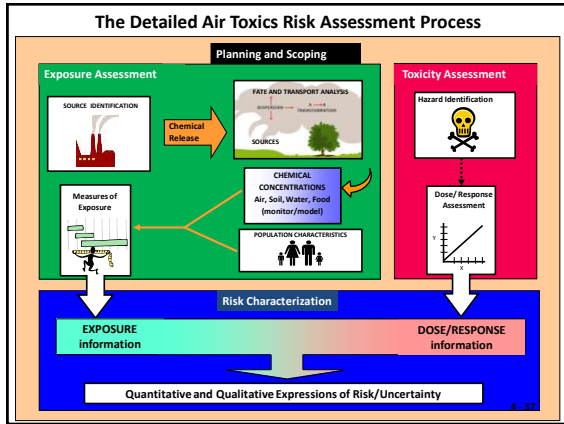 The Detailed Air Toxics Risk Assessment Process
Planning and Scoping
Exposure Assessment
SOURCE IDENTIFICATION
Chemical
Release
FATE AND TRANSPORT ANALYSIS
DISPERSION
A
B
TRANSFORMATION
SOURCES
CHEMICAL
CONCENTRATIONS
Air, Soil, Water, Food
(monitor/model)
POPULATION CHARACTERISTICS
Measures of
Exposure
Toxicity Assessment
Hazard Identification
Dose/ Response
Assessment
Y
X
Risk Characterization
EXPOSURE
information
DOSE/RESPONSE
information
Quantitative and Qualitative Expressions of Risk/Uncertainty